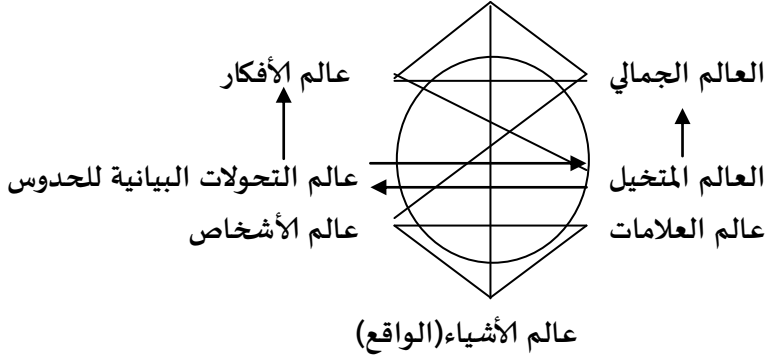 العالم الجمالي
عالم الأفكار
العالم المتخيل
عالم التحولات البيانية للحدوس
عالم العلامات
عالم الأشخاص
عالم الأشياء(الواقع)